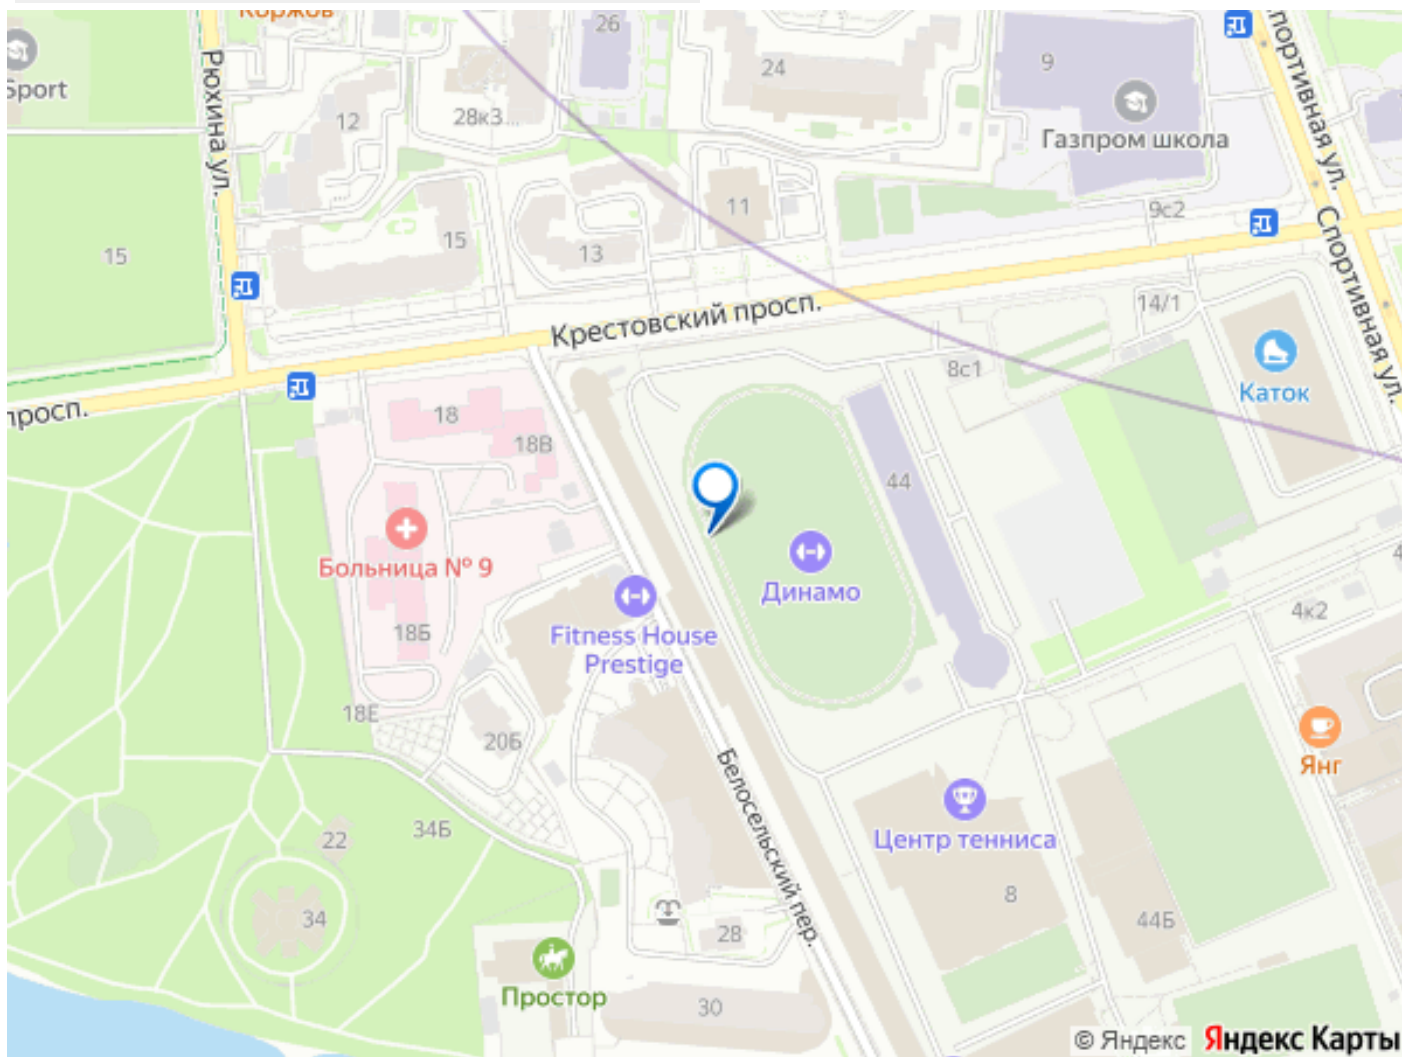 Коржов
26
Спортивная ул.
Sport
Рюхина ул.
24
9
12
28к3...
Газпром школа
11
9с2
Спортивная ул.
15
15
13
14/1
Крестовский просп.
8с1
Каток
просп.
18
18В
44
Больница № 9
Динамо
4к2
18Б
Fitness House
Prestige
18Е
20Б
Янг
Белосельский пер.
34Б
22
Центр тенниса
8
34
28
44Б
Простор
30
© Яндекс Яндекс Карты